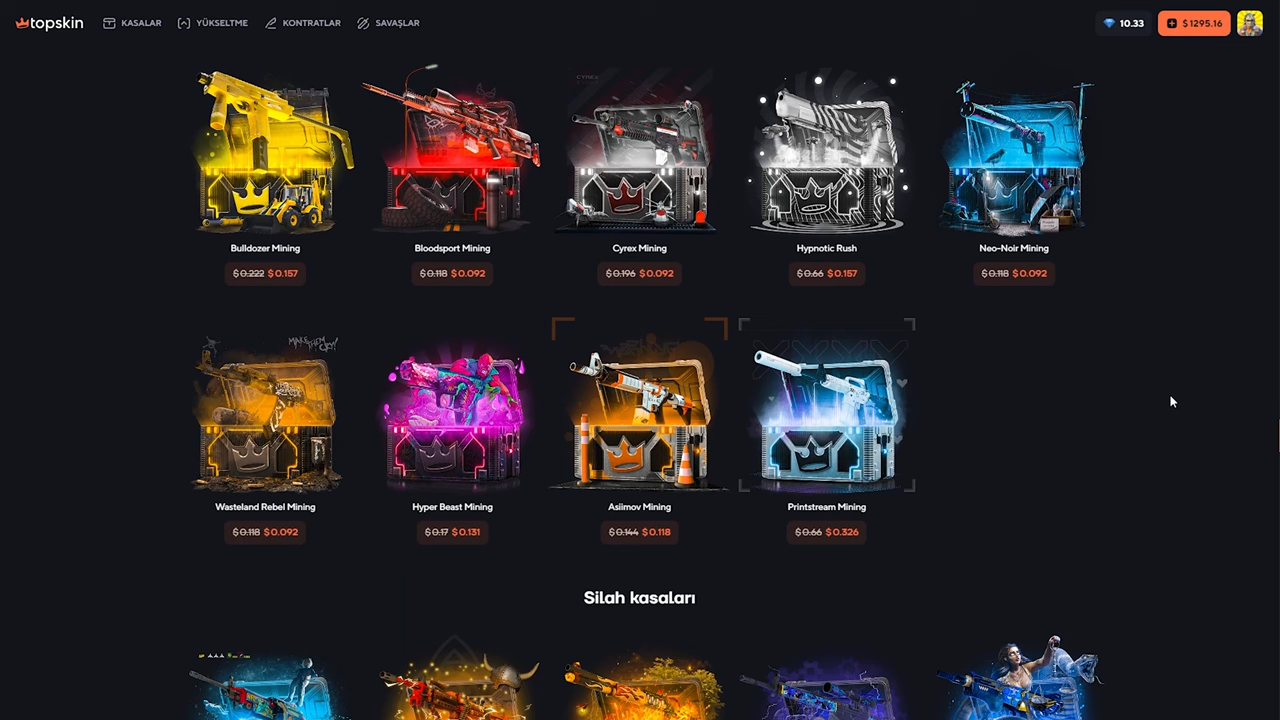 topskin
KASALAR
YÜKSELTME
KONTRATLAR
SAVAŞLAR
10.33
$1295.16
CYREX
Bulldozer Mining
Bloodsport Mining
Cyrex Mining
Hypnotic Rush
Neo-Noir Mining
$0.222 $0.157
$0.118 $0.092
$0.196 $0.092
$0.66 $0.157
$0.118 $0.092
Wasteland Rebel Mining
Hyper Beast Mining
Asiimov Mining
Printstream Mining
$0.118 $0.092
$0.17 $0.131
$0.144 $0.118
$0.66 $0.326
Silah kasaları